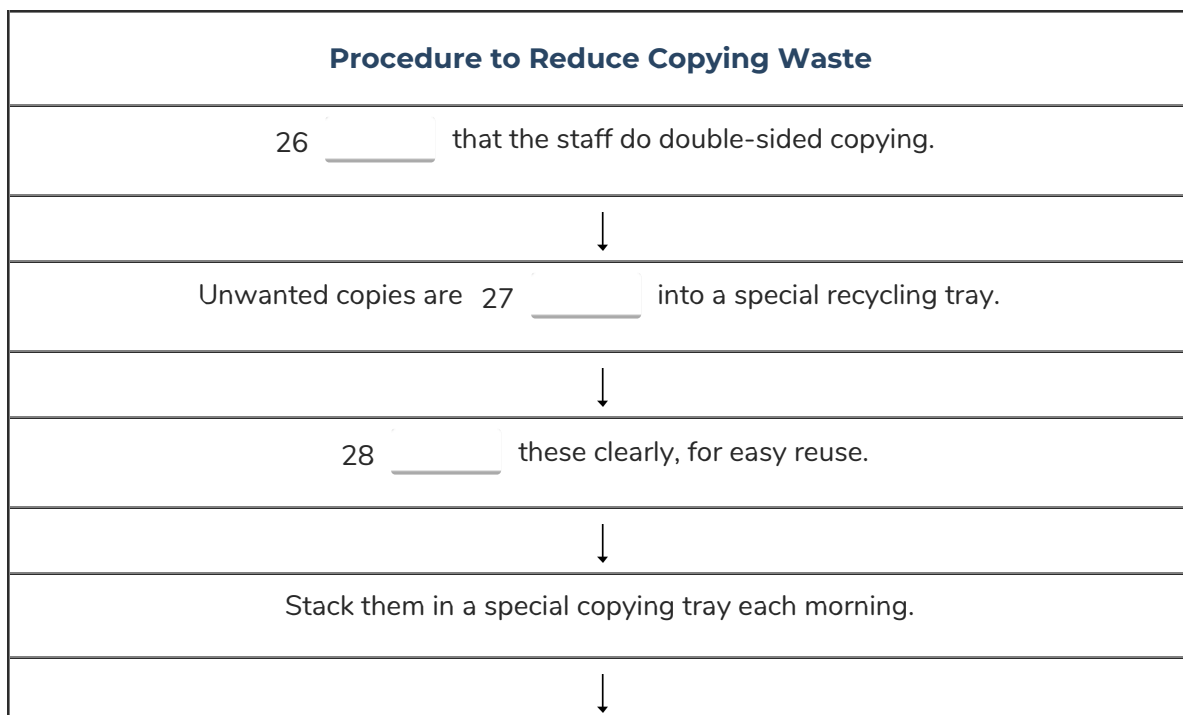 Procedure to Reduce Copying Waste
26 that the staff do double-sided copying.
↓
Unwanted copies are 27 into a special recycling tray.
↓
28 these clearly, for easy reuse.
↓
Stack them in a special copying tray each morning.
↓